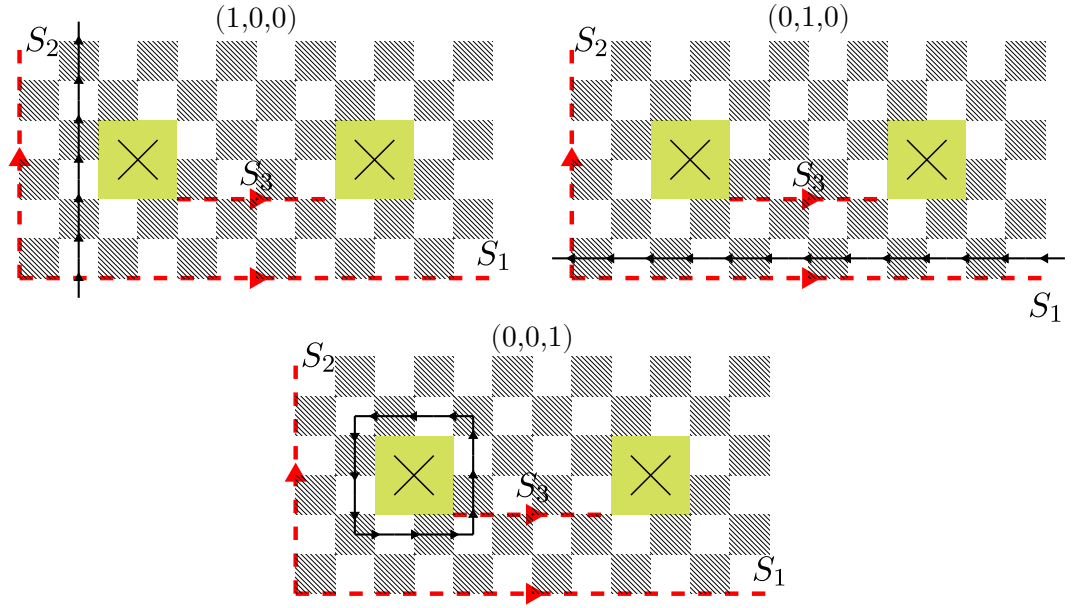 (1,0,0)
S₂
S₃
S₁
(0,1,0)
S₂
S₃
S₁
(0,0,1)
S₂
S₃
S₁